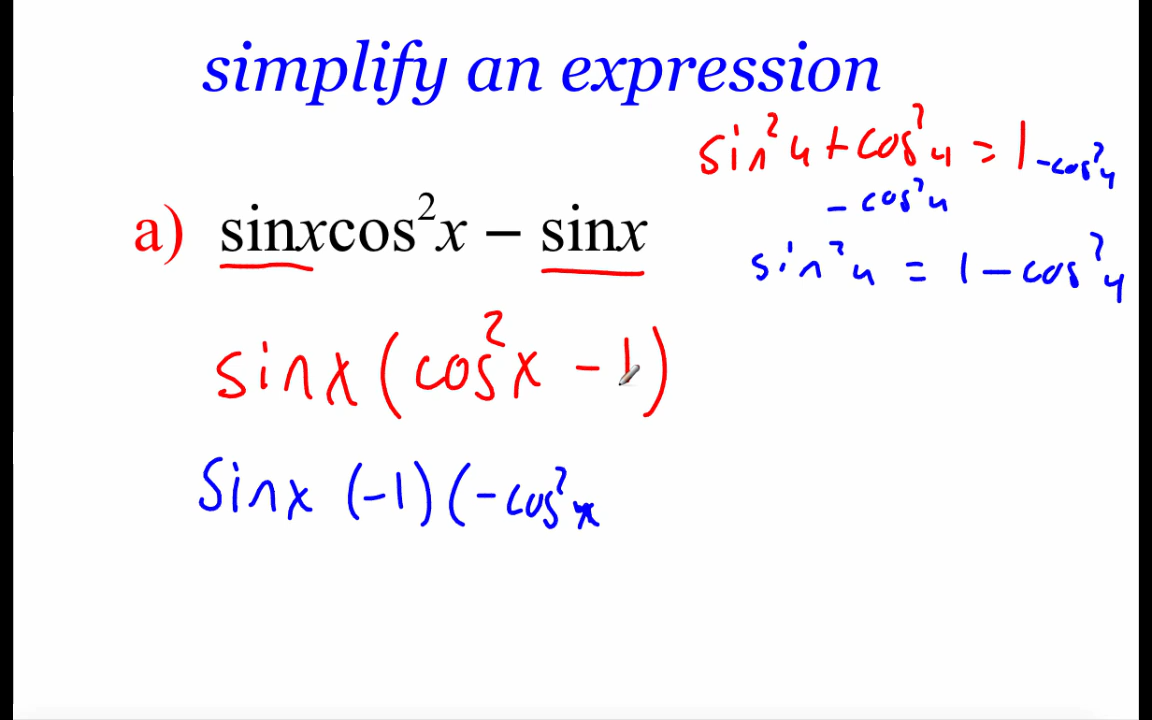 simplify an expression
sin²u + cos²u = 1 - cos²u
- cos²u
sin²u = 1 - cos²u
a) sinxcos²x − sinx
sinx(cos²x - 1)
Sinx (-1)(-cos²x